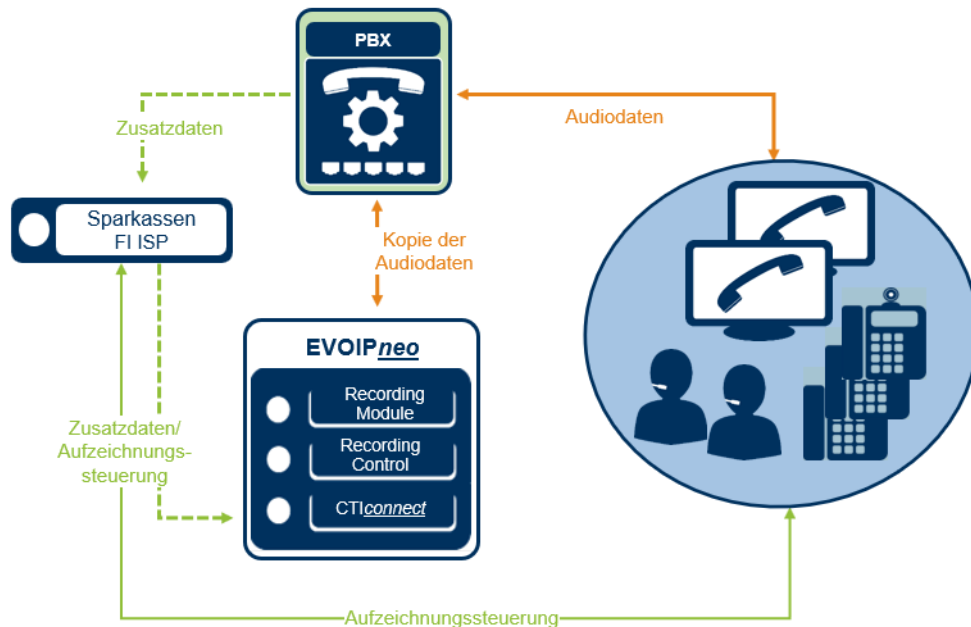 PBX
Zusatzdaten
Audiodaten
Sparkassen
FI ISP
Kopie der
Audiodaten
EVOIPneo
Recording
Module
Recording
Control
CTIconnect
Zusatzdaten/
Aufzeichnungs-
steuerung
Aufzeichnungssteuerung